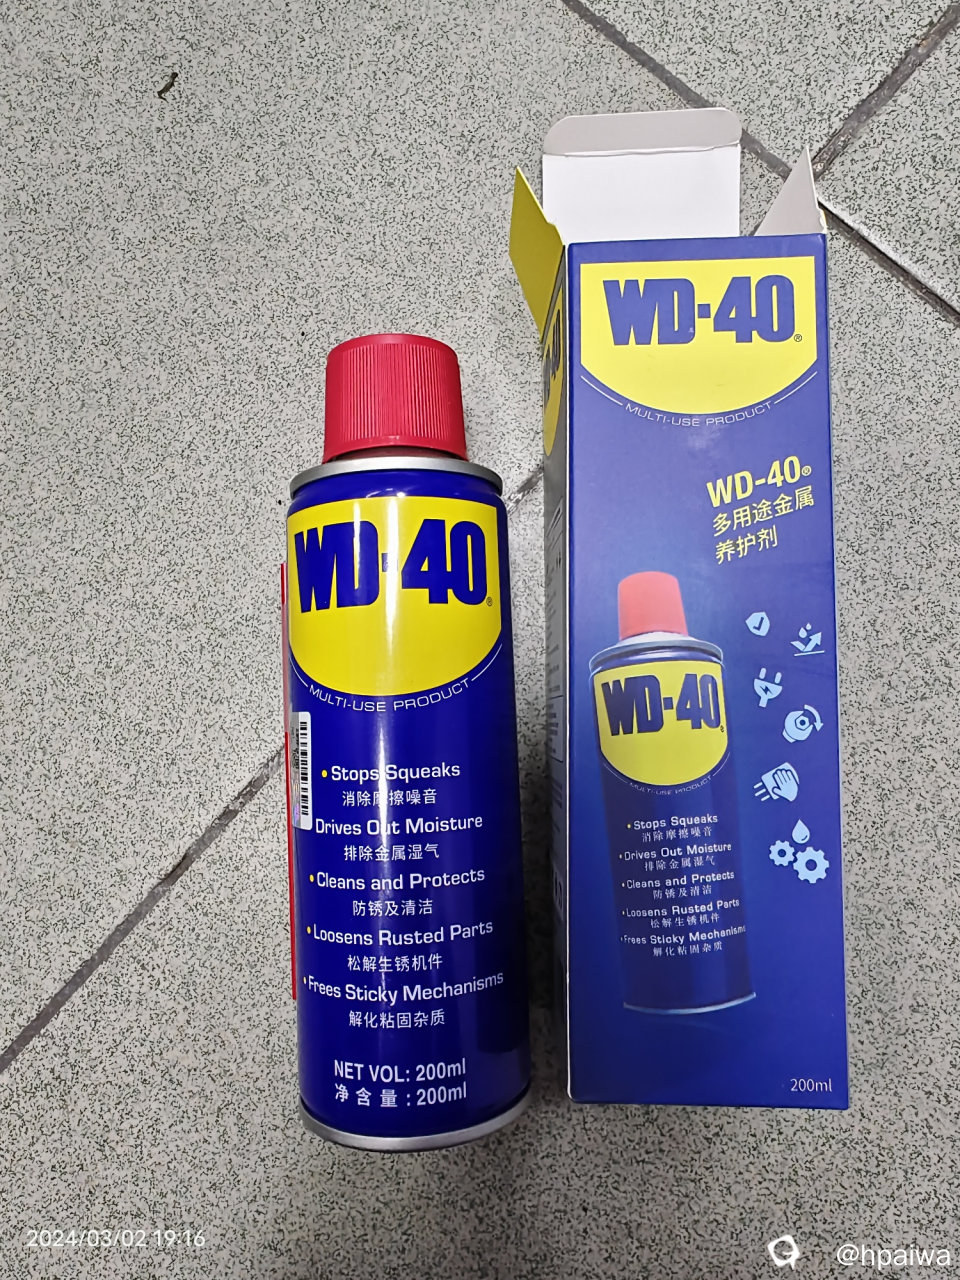 WD-40®
MULTI-USE PRODUCT
WD-40®
多用途金属
养护剂
WD-40®
MULTI-USE PRODUCT
•Stops Squeaks
消除摩擦噪音
•Drives Out Moisture
排除金属湿气
•Cleans and Protects
防锈及清洁
•Loosens Rusted Parts
松解生锈机件
•Frees Sticky Mechanisms
解化粘固杂质
200ml
WD-40®
MULTI-USE PRODUCT
•Stops Squeaks
消除摩擦噪音
Drives Out Moisture
排除金属湿气
•Cleans and Protects
防锈及清洁
•Loosens Rusted Parts
松解生锈机件
•Frees Sticky Mechanisms
解化粘固杂质
NET VOL: 200ml
净含量:200ml
2024/03/02 19:16
@hpaiwa